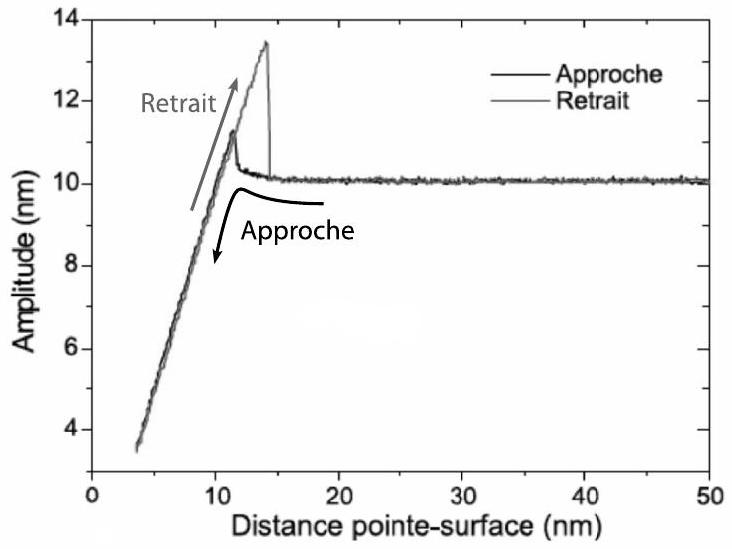 14
12
10
8
6
4
0
10
20
30
40
50
Amplitude (nm)
Distance pointe-surface (nm)
Approche
Retrait
Retrait
Approche